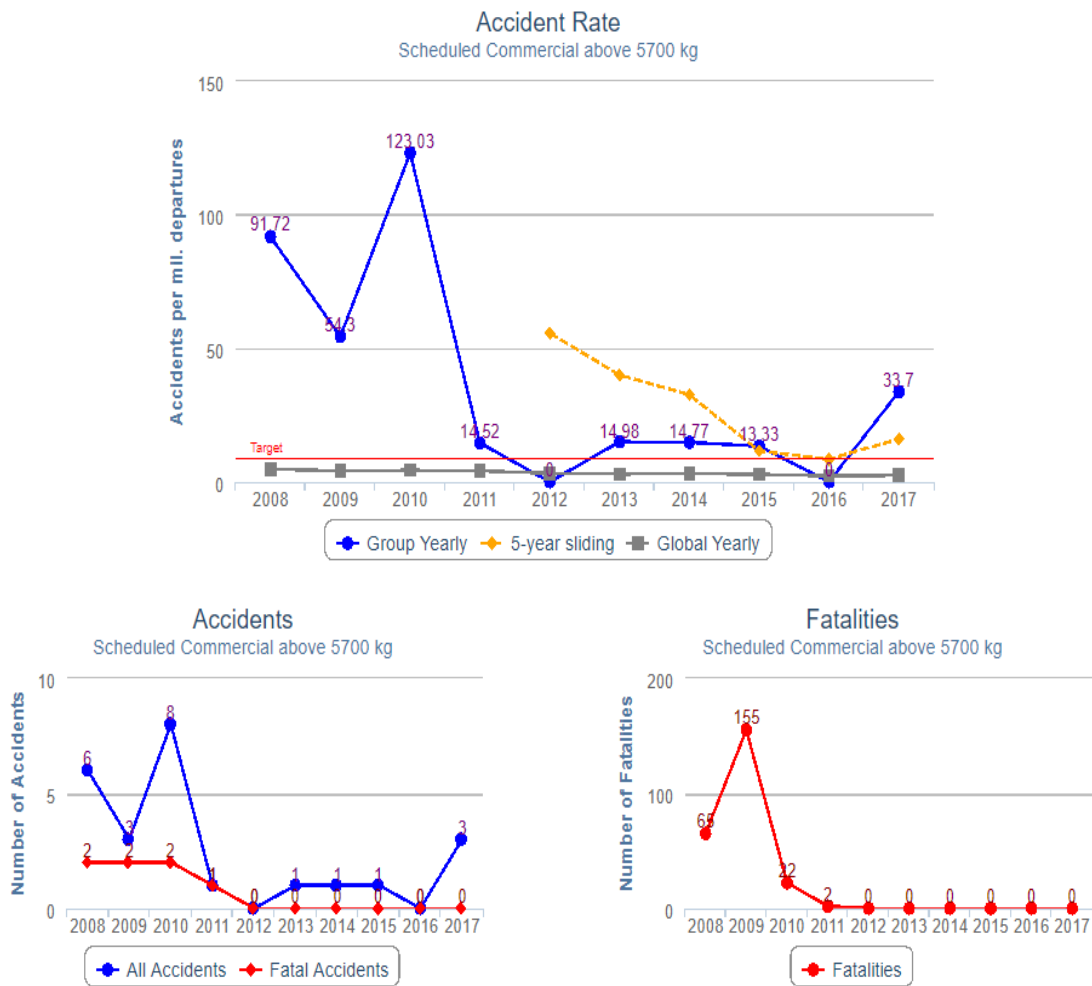 Accident Rate
Scheduled Commercial above 5700 kg
Accidents per mil. departures
150
100
50
0
91.72
54.3
123.03
14.52
0
14.98
14.77
13.33
0
33.7
Target
2008 2009 2010 2011 2012 2013 2014 2015 2016 2017
Group Yearly 5-year sliding Global Yearly
Accidents
Scheduled Commercial above 5700 kg
Number of Accidents
10
5
0
6 3 8 1 0 1 1 1 0 3
2 2 2 1 0 0 0 0 0 0
2008 2009 2010 2011 2012 2013 2014 2015 2016 2017
All Accidents Fatal Accidents
Fatalities
Scheduled Commercial above 5700 kg
Number of Fatalities
200
100
0
155 22 2 0 0 0 0 0 0
2008 2009 2010 2011 2012 2013 2014 2015 2016 2017
Fatalities